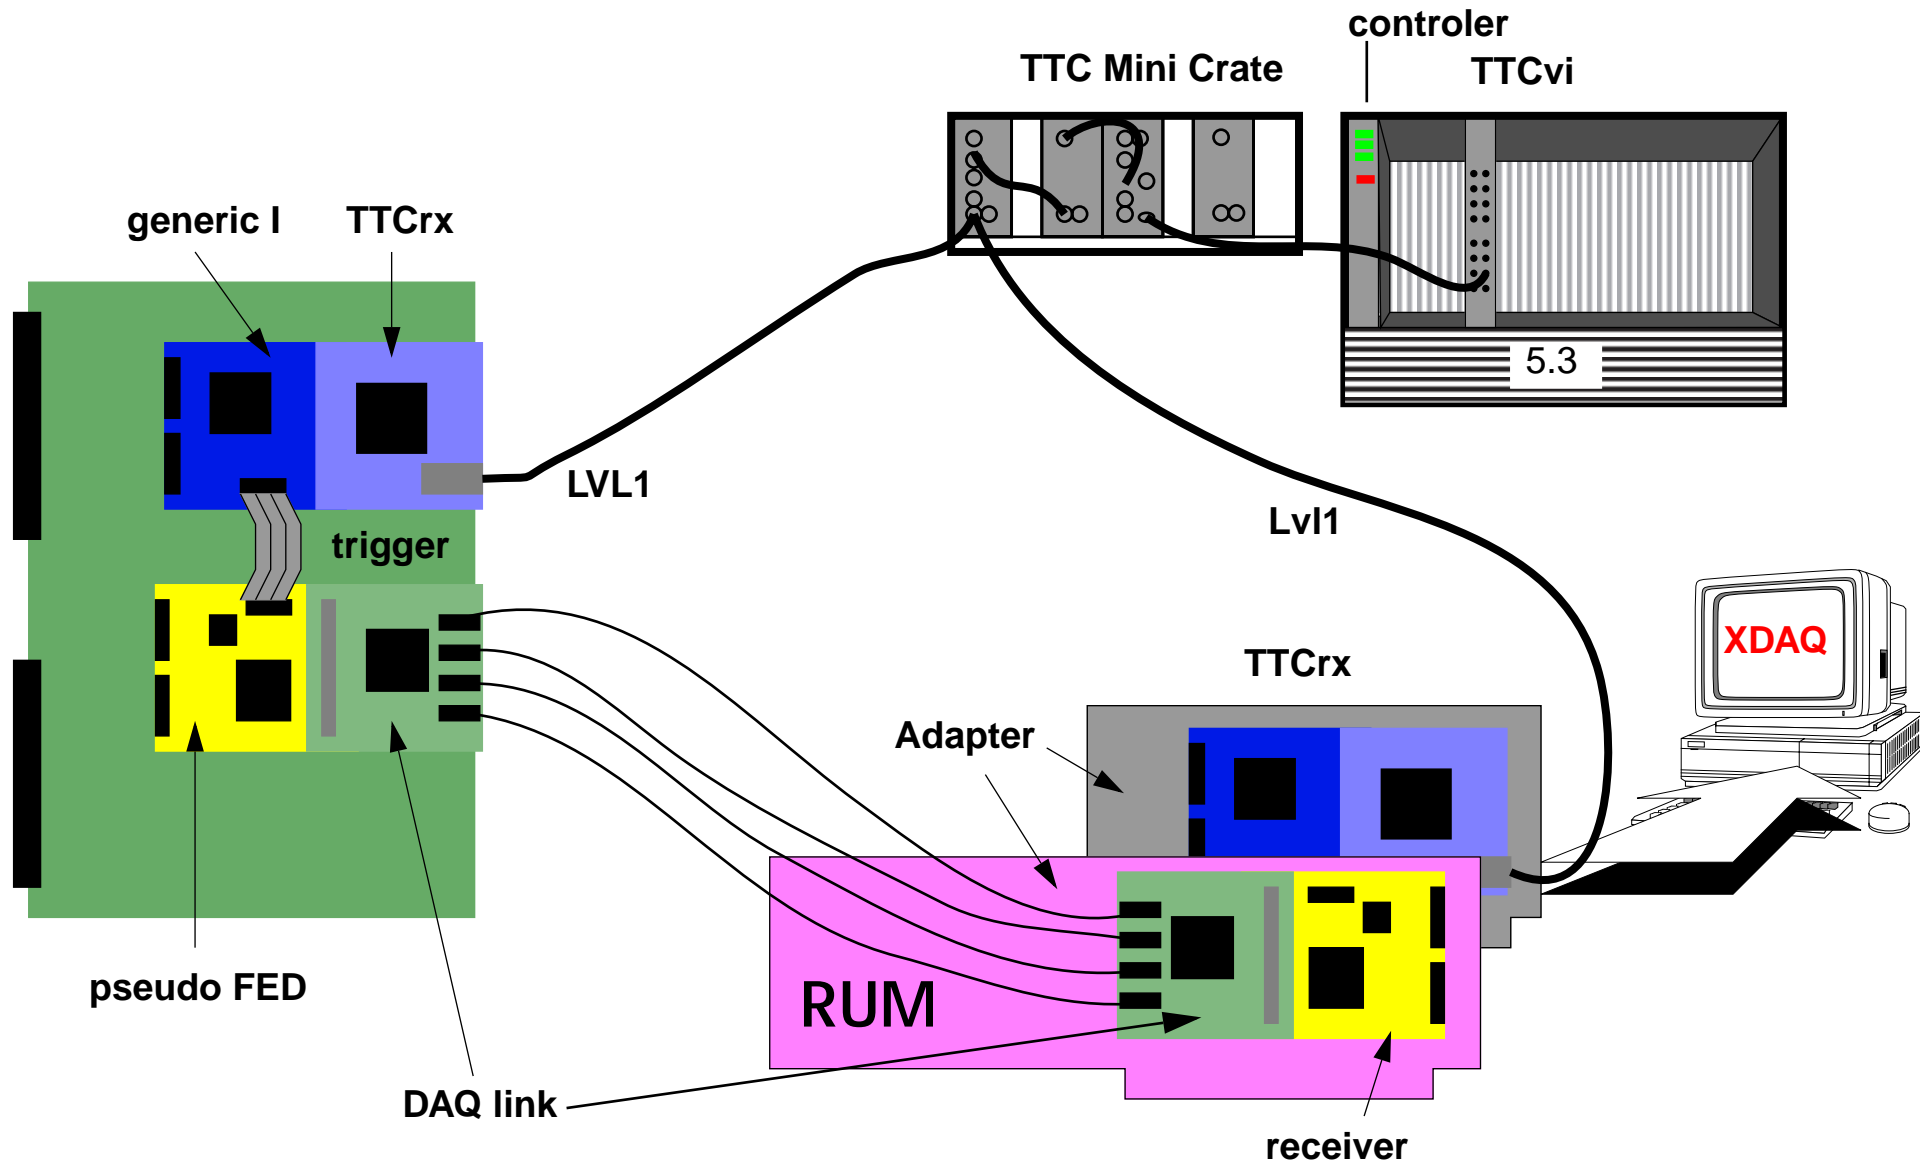 controler
TTC Mini Crate
TTCvi
generic I
TTCrx
5.3
LVL1
Lvl1
trigger
XDAQ
TTCrx
Adapter
pseudo FED
RUM
DAQ link
receiver